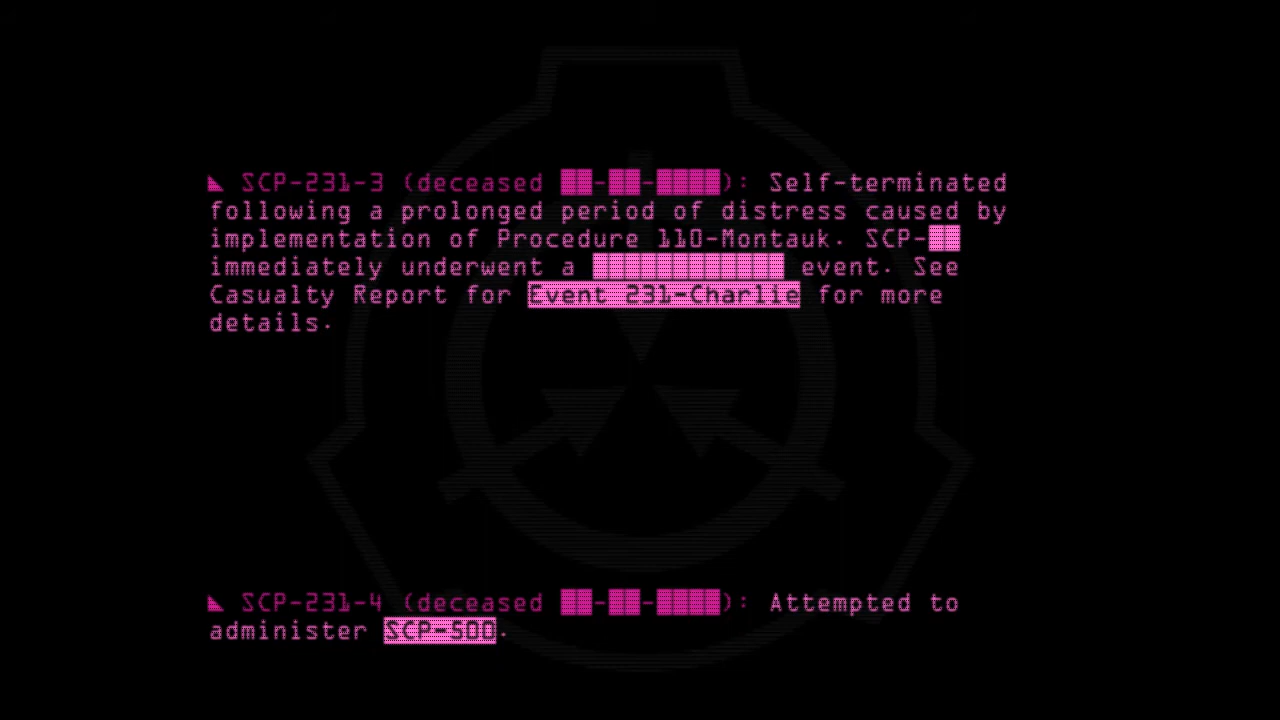 ◣ SCP-231-3 (deceased ██-██-████): Self-terminated
following a prolonged period of distress caused by
implementation of Procedure 110-Montauk. SCP-██
immediately underwent a ████████████ event. See
Casualty Report for Event 231-Charlie for more
details.
◣ SCP-231-4 (deceased ██-██-████): Attempted to
administer SCP-500.